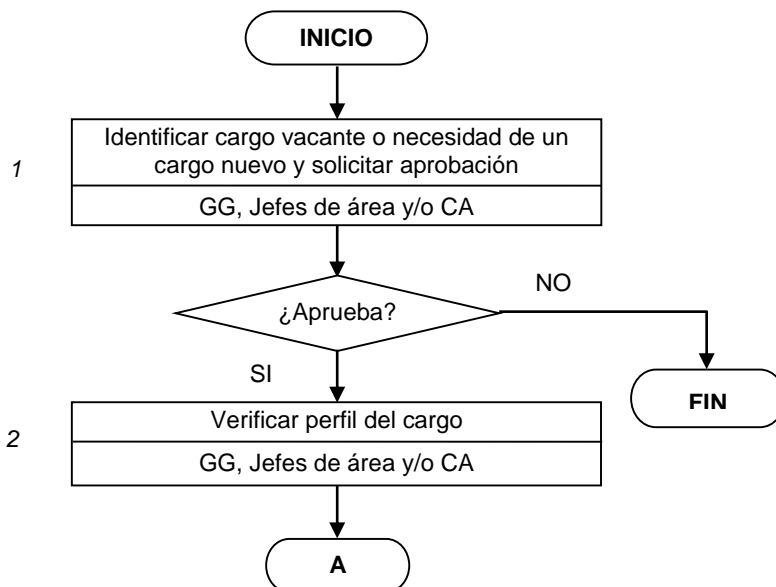 INICIO
1
Identificar cargo vacante o necesidad de un
cargo nuevo y solicitar aprobación
GG, Jefes de área y/o CA
¿Aprueba?
NO
SI
FIN
2
Verificar perfil del cargo
GG, Jefes de área y/o CA
A